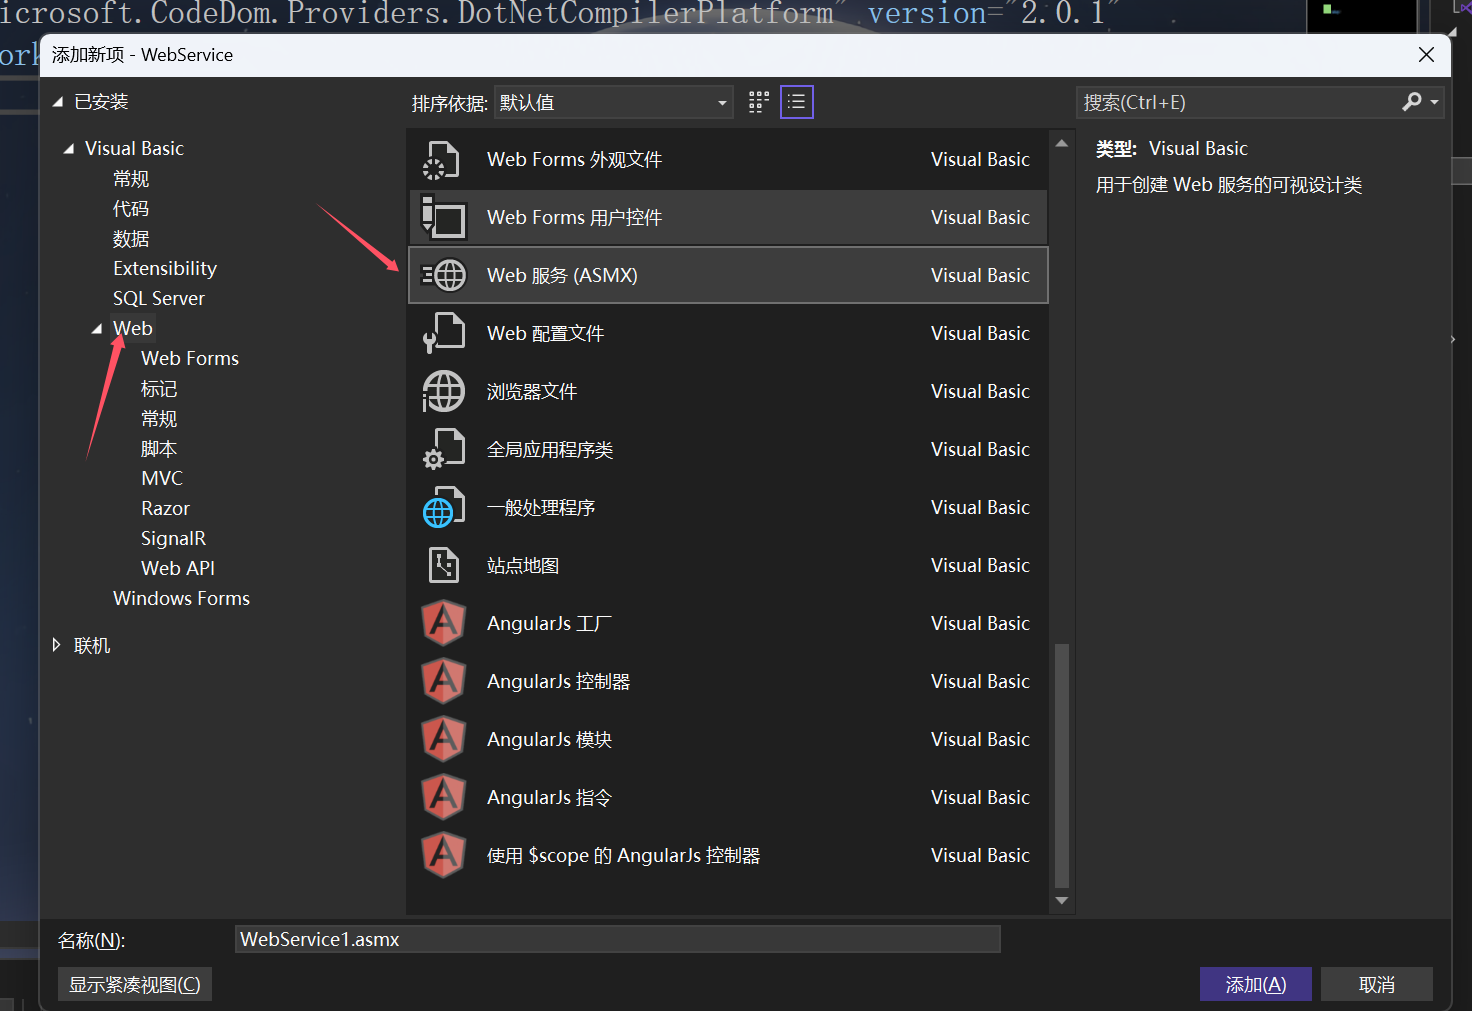 icrosoft.CodeDom.Providers.DotNetCompilerPlatform" version="2.0.1"
ork
添加新项 - WebService
已安装
排序依据: 默认值
搜索(Ctrl+E)
Visual Basic
常规
代码
数据
Extensibility
SQL Server
Web
Web Forms
标记
常规
脚本
MVC
Razor
SignalR
Web API
Windows Forms
联机
Web Forms 外观文件 Visual Basic
Web Forms 用户控件 Visual Basic
Web 服务 (ASMX) Visual Basic
Web 配置文件 Visual Basic
浏览器文件 Visual Basic
全局应用程序类 Visual Basic
一般处理程序 Visual Basic
站点地图 Visual Basic
AngularJs 工厂 Visual Basic
AngularJs 控制器 Visual Basic
AngularJs 模块 Visual Basic
AngularJs 指令 Visual Basic
使用 $scope 的 AngularJs 控制器 Visual Basic
类型: Visual Basic
用于创建 Web 服务的可视设计类
名称(N): WebService1.asmx
显示紧凑视图(C)
添加(A) 取消